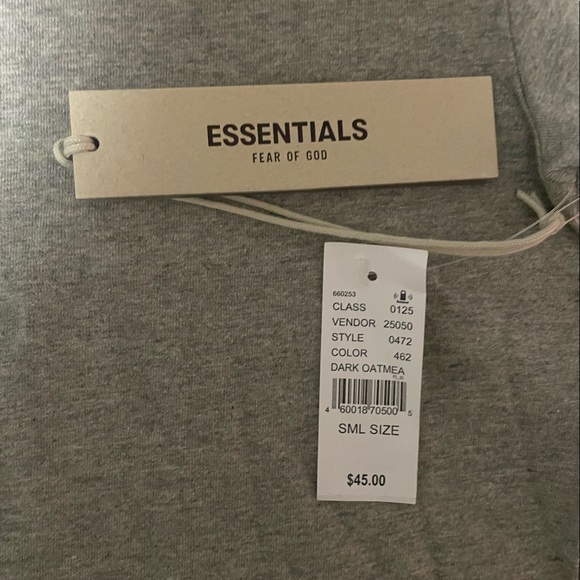 ESSENTIALS
FEAR OF GOD
660253
CLASS 0125
VENDOR 25050
STYLE 0472
COLOR 462
DARK OATMEA
4 60018 70500 5
SML SIZE
$45.00